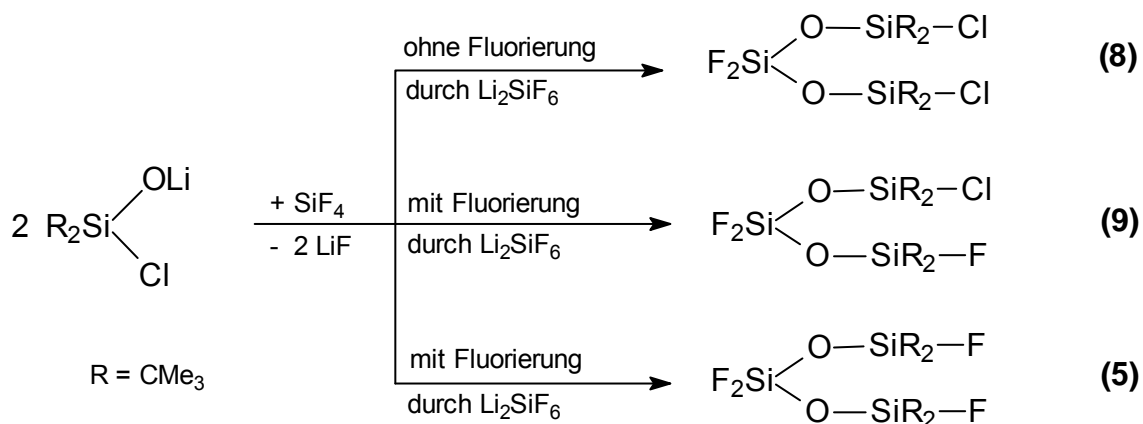 ohne Fluorierung
durch Li₂SiF₆
F₂Si
O—SiR₂—Cl
O—SiR₂—Cl
(8)
2 R₂Si
OLi
Cl
+ SiF₄
- 2 LiF
mit Fluorierung
durch Li₂SiF₆
F₂Si
O—SiR₂—Cl
O—SiR₂—F
(9)
R = CMe₃
mit Fluorierung
durch Li₂SiF₆
F₂Si
O—SiR₂—F
O—SiR₂—F
(5)